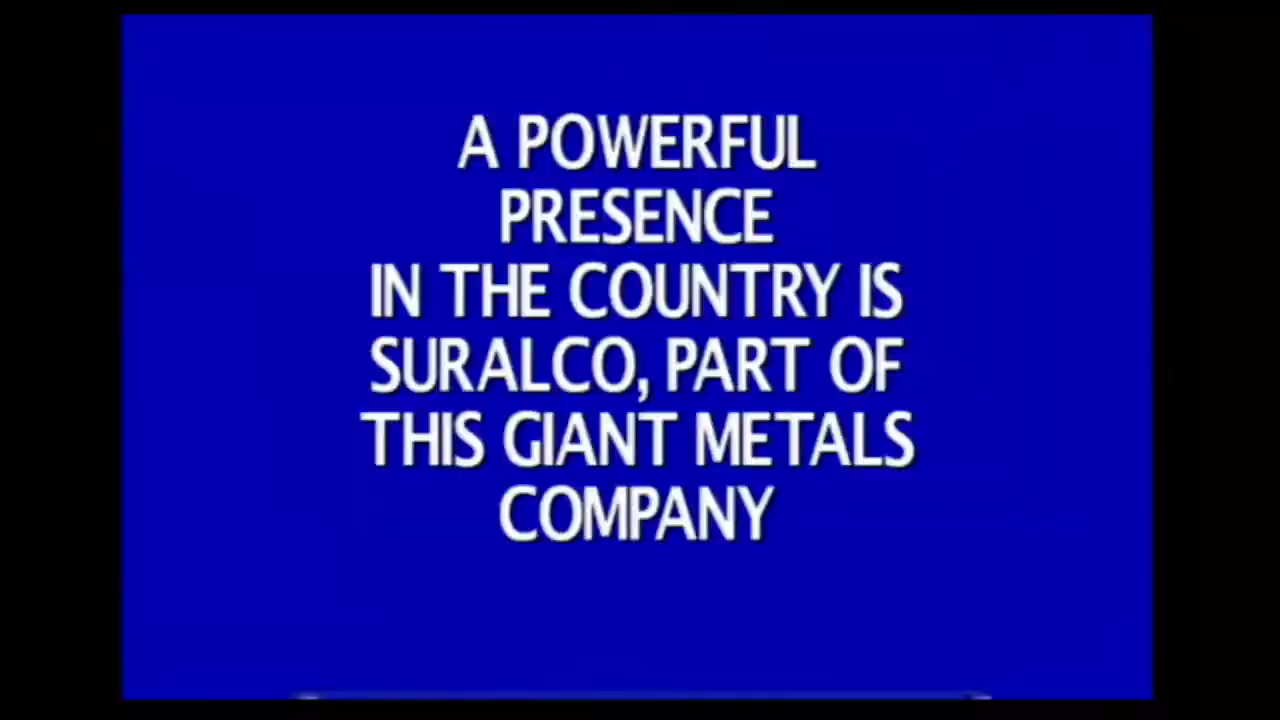 A POWERFUL
PRESENCE
IN THE COUNTRY IS
SURALCO, PART OF
THIS GIANT METALS
COMPANY